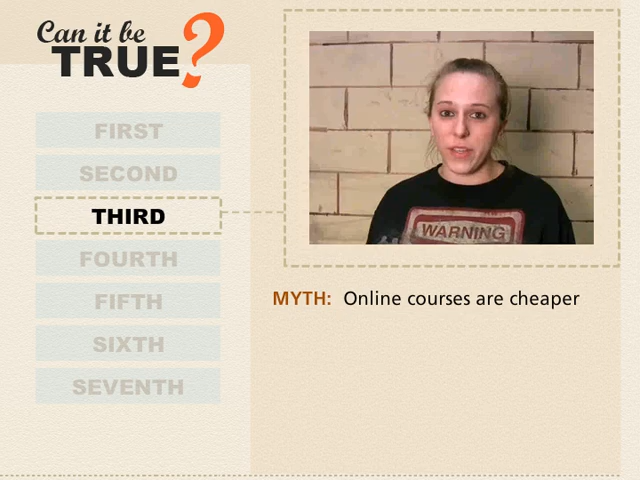 Can it be
TRUE?
FIRST
SECOND
THIRD
FOURTH
FIFTH
SIXTH
SEVENTH
WARNING
MYTH: Online courses are cheaper